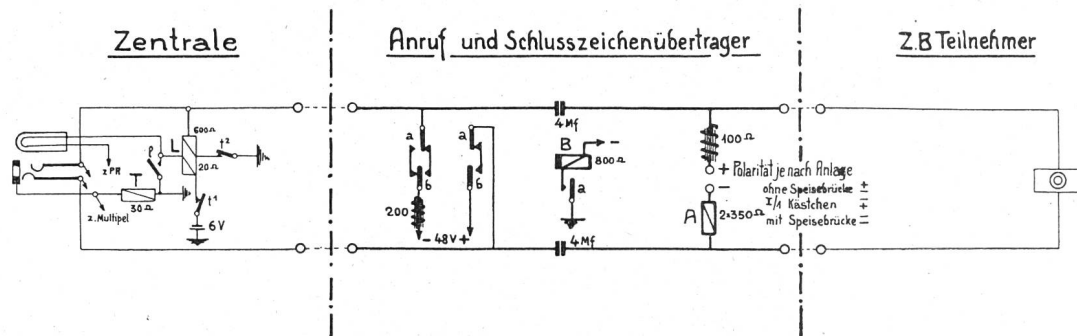 Zentrale
Anruf und Schlusszeichenübertrager
Z.B Teilnehmer
600Ω
L
t²
20Ω
z PR
p
T
30Ω
t¹
6V
z.Multipel
a
a
б
б
200
- 48V +
4Mf
B
-
800Ω
a
4Mf
100Ω
+ Polarität je nach Anlage
-
ohne Speisebrücke ±
I/1 Kästchen ±
mit Speisebrücke =
A
2×350Ω